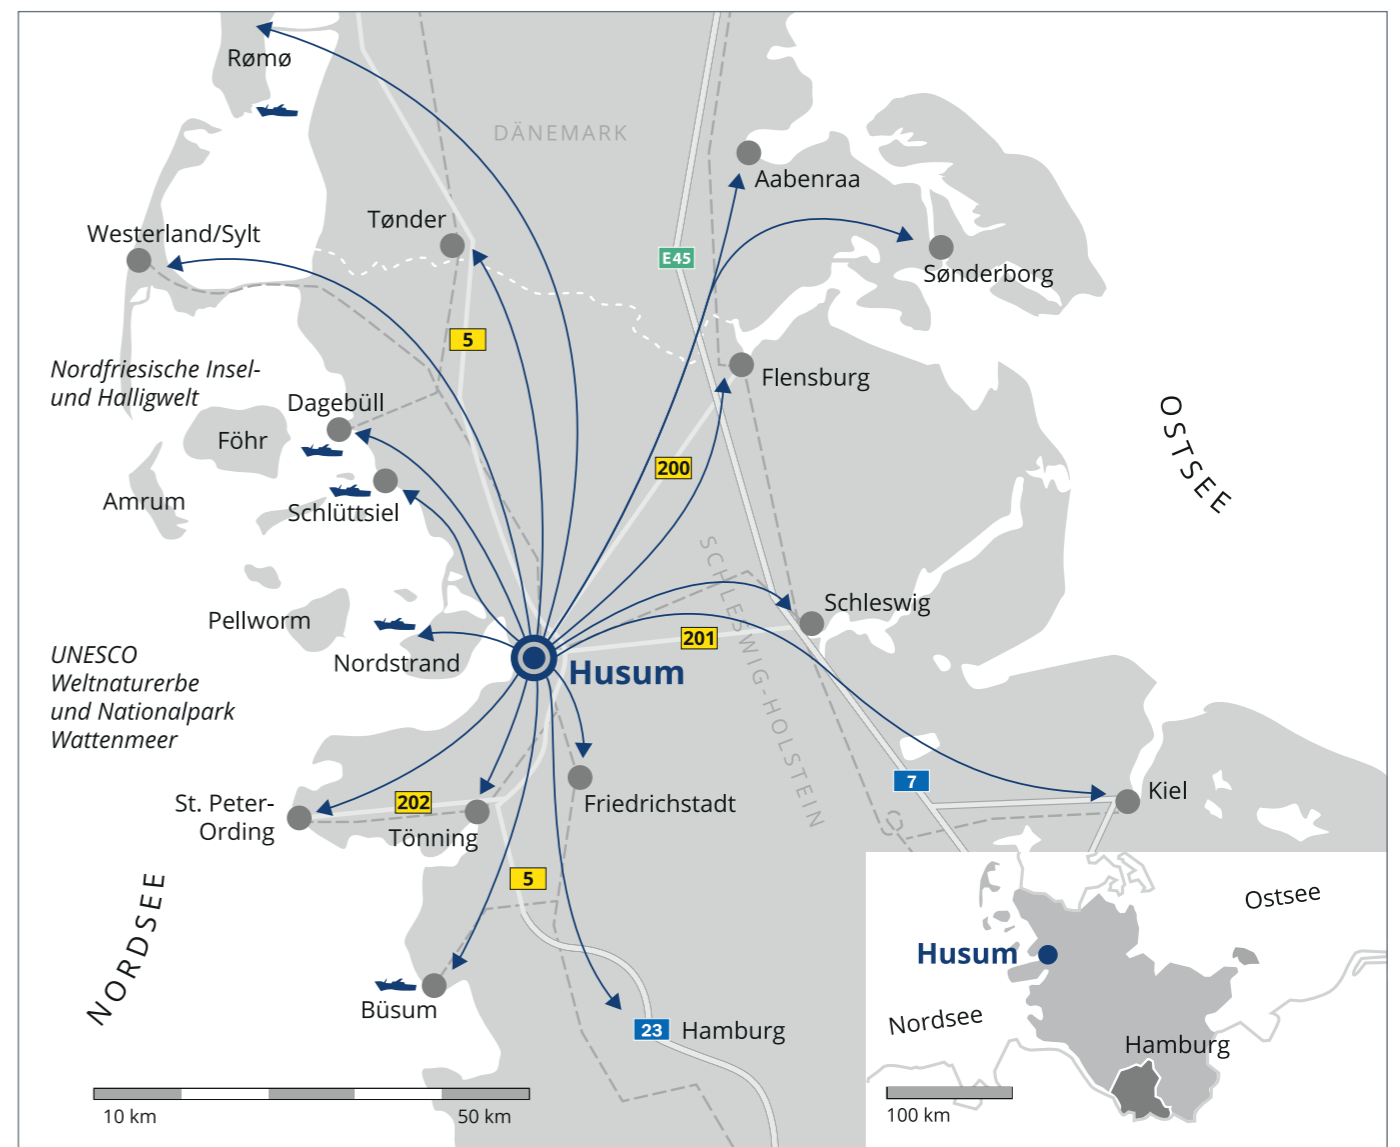 Rømø
DÄNEMARK
Aabenraa
Tønder
Westerland/Sylt
E45
Sønderborg
5
Nordfriesische Insel-
und Halligwelt
Flensburg
Dagebüll
Föhr
OSTSEE
200
Amrum
Schlüttsiel
SCHLESWIG-HOLSTEIN
Schleswig
Pellworm
201
Nordstrand
Husum
UNESCO
Weltnaturerbe
und Nationalpark
Wattenmeer
7
Kiel
St. Peter-
Ording
202
Tönning
Friedrichstadt
5
NORDSEE
Büsum
23
Hamburg
10 km
50 km
Ostsee
Husum
Nordsee
Hamburg
100 km